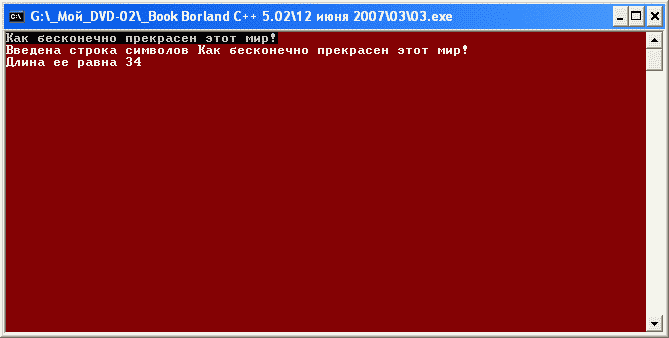 G:\_Мой_DVD-02\_Book Borland C++ 5.02\12 июня 2007\03\03.exe
Как бесконечно прекрасен этот мир!
Введена строка символов Как бесконечно прекрасен этот мир!
Длина ее равна 34